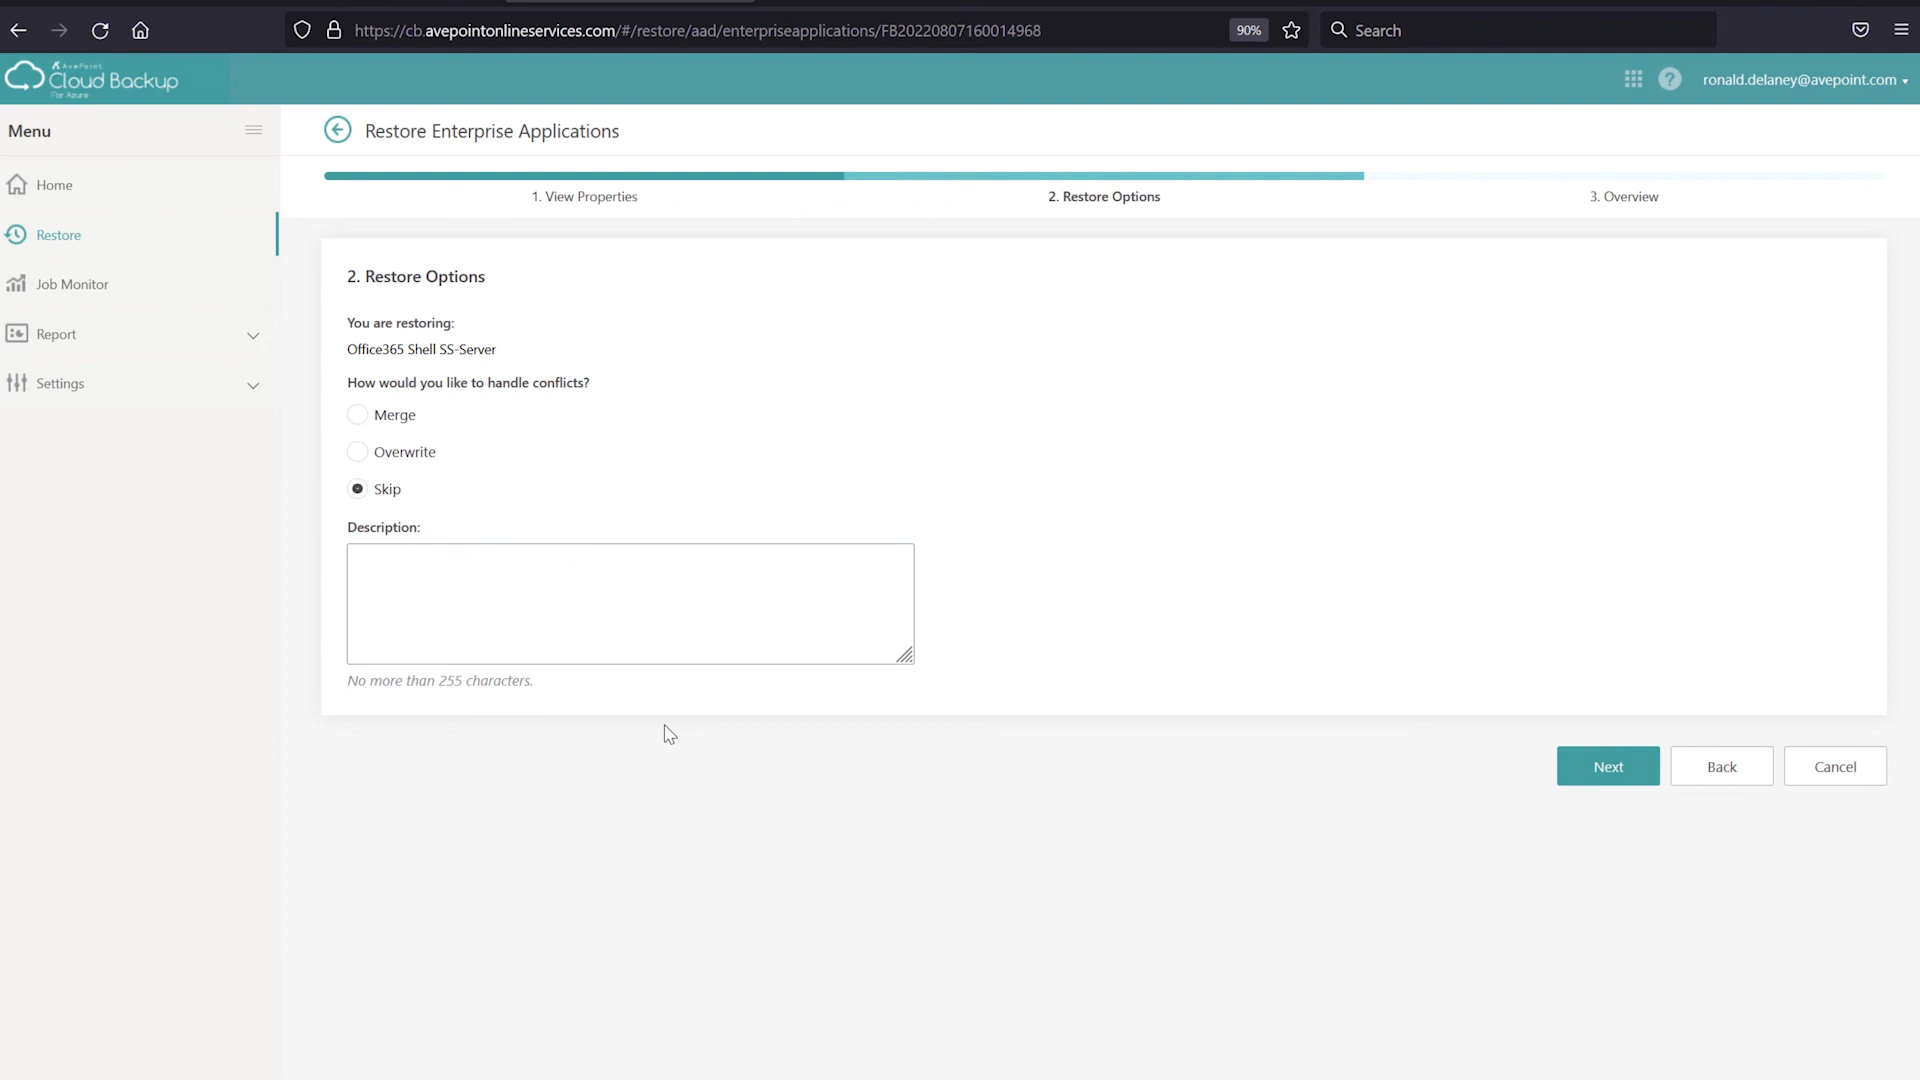 https://cb.avepointonlineservices.com/#/restore/aad/enterpriseapplications/FB20220807160014968
90%
Search
AvePoint
Cloud Backup
For Azure
ronald.delaney@avepoint.com
Menu
Home
Restore
Job Monitor
Report
Settings
Restore Enterprise Applications
1. View Properties
2. Restore Options
3. Overview
2. Restore Options
You are restoring:
Office365 Shell SS-Server
How would you like to handle conflicts?
Merge
Overwrite
Skip
Description:
No more than 255 characters.
Next
Back
Cancel